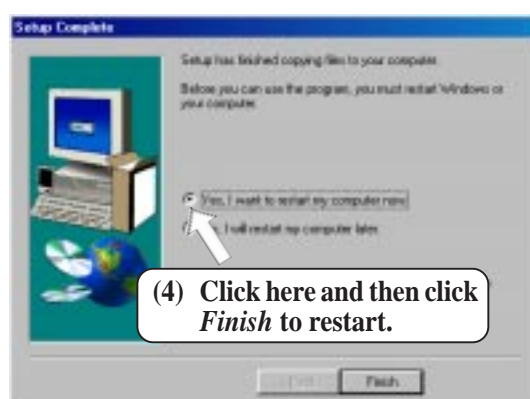 Setup Complete
Setup has finished copying files to your computer.
Before you can use the program, you must restart Windows or
your computer.
Yes, I want to restart my computer now.
I will restart my computer later.
(4) Click here and then click
Finish to restart.
Finish